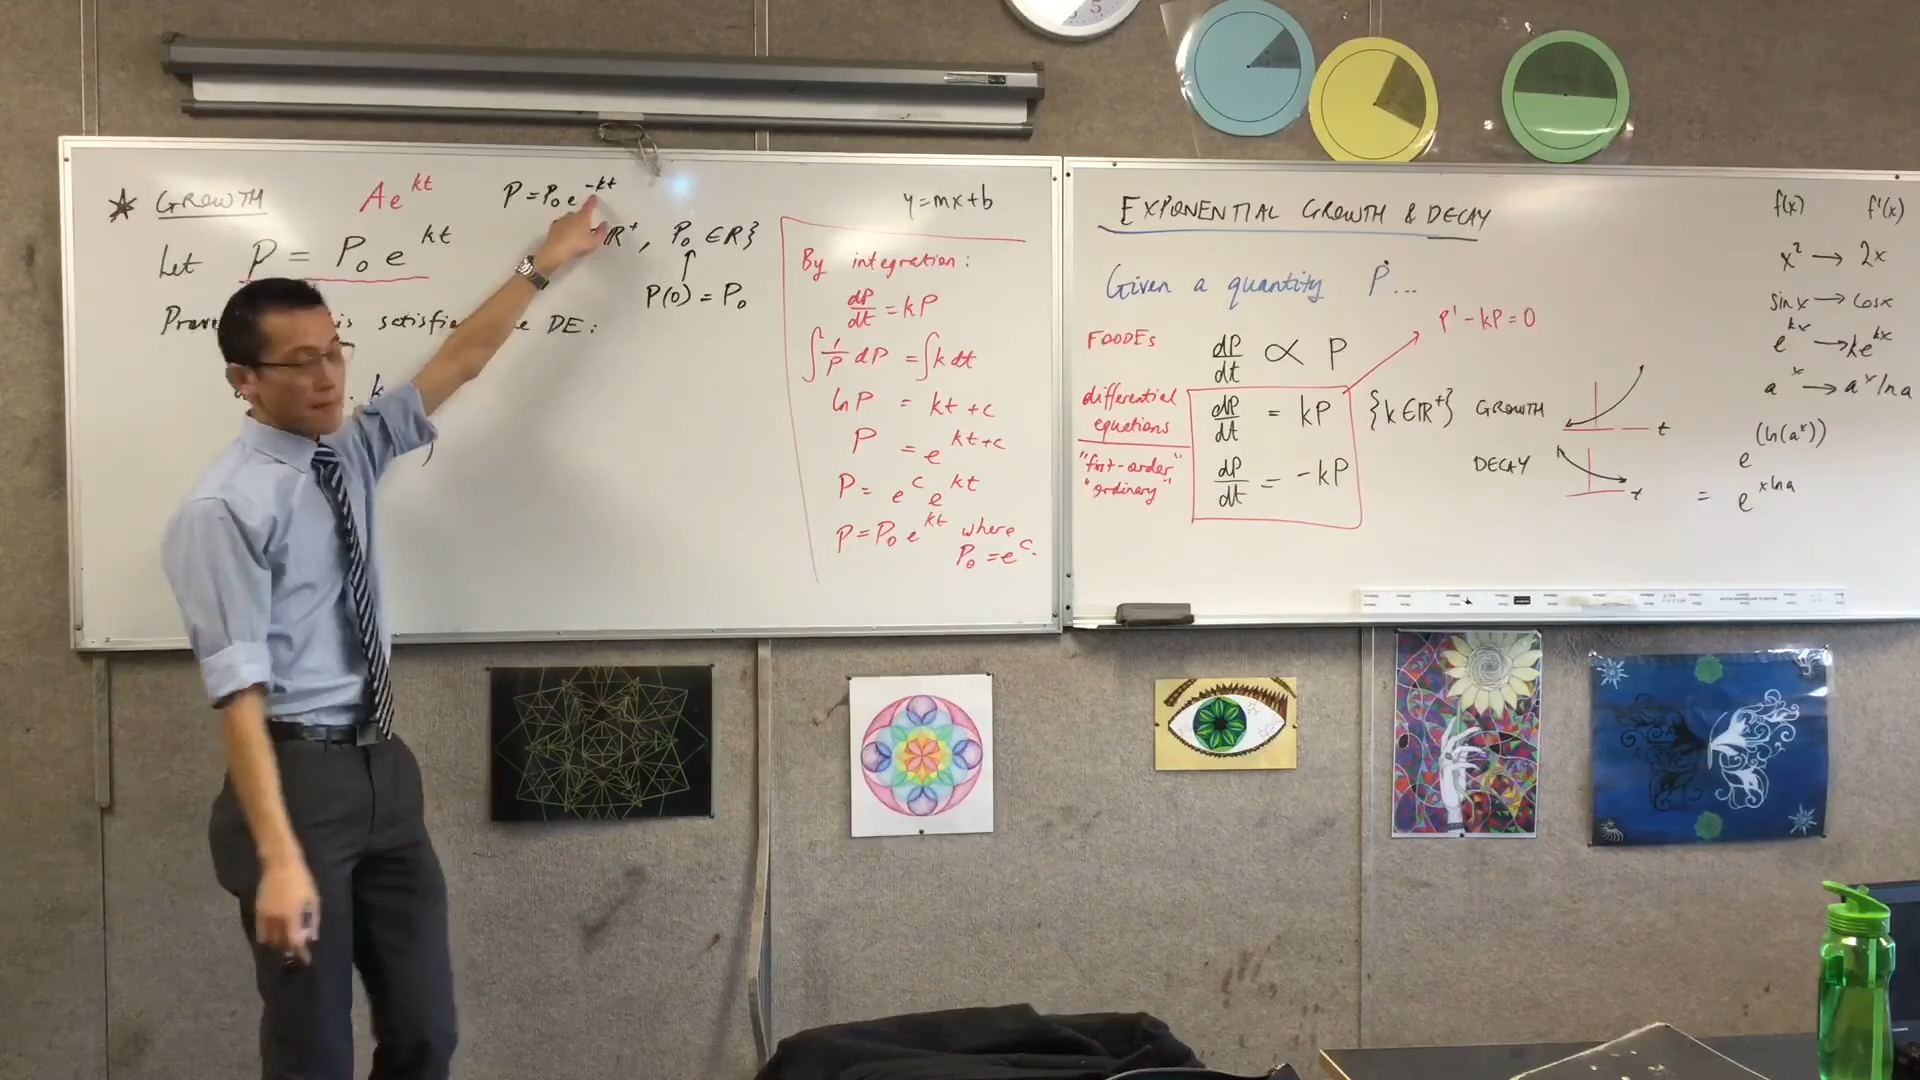 ★ GROWTH
Ae^kt
P = P₀e^-kt
Let P = P₀e^kt
ℝ⁺, P₀ ∈ R}
P(0) = P₀
satisfie
DE:
k
y = mx + b
By integration:
dP/dt = kP
∫ 1/P dP = ∫ k dt
ln P = kt + c
P = e^kt+c
P = e^c e^kt
P = P₀e^kt where
P₀ = e^c.
EXPONENTIAL GROWTH & DECAY
Given a quantity P...
FOODEs
differential
equations
"first-order"
"ordinary"
dP/dt ∝ P
P' - kP = 0
dP/dt = kP {k ∈ ℝ⁺} GROWTH
t
dP/dt = -kP DECAY
t
f(x) f'(x)
x² → 2x
sin x → cos x
e^kx → ke^kx
a^x → a^x ln a
e^(ln(a^x))
= e^x ln a